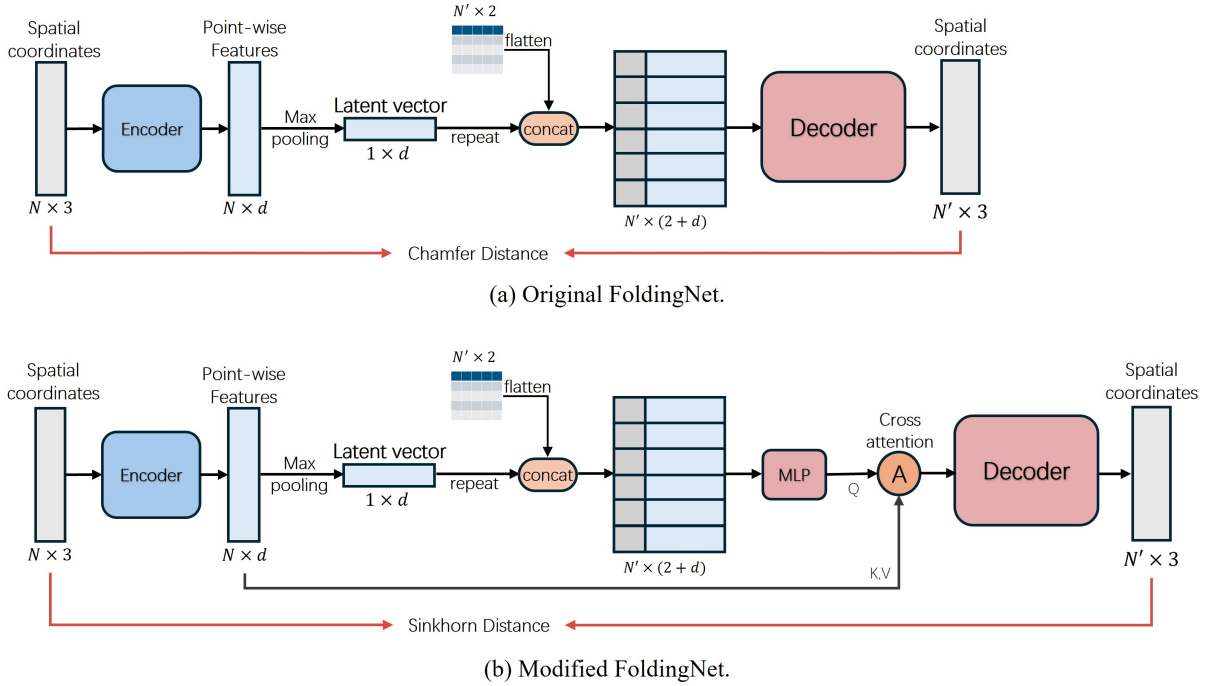 Spatial
coordinates
N × 3
Encoder
Point-wise
Features
N × d
Max
pooling
Latent vector
1 × d
repeat
N′ × 2
flatten
concat
N′ × (2 + d)
Decoder
Spatial
coordinates
N′ × 3
Chamfer Distance
(a) Original FoldingNet.
Spatial
coordinates
N × 3
Encoder
Point-wise
Features
N × d
Max
pooling
Latent vector
1 × d
repeat
N′ × 2
flatten
concat
N′ × (2 + d)
MLP
Q
Cross
attention
A
K,V
Decoder
Spatial
coordinates
N′ × 3
Sinkhorn Distance
(b) Modified FoldingNet.